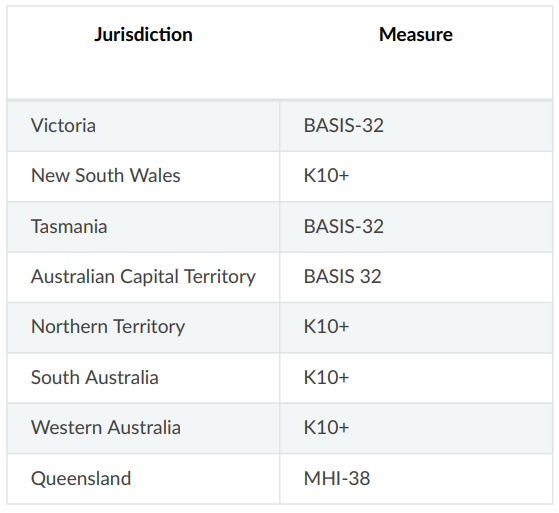 Jurisdiction Measure
Victoria BASIS-32
New South Wales K10+
Tasmania BASIS-32
Australian Capital Territory BASIS 32
Northern Territory K10+
South Australia K10+
Western Australia K10+
Queensland MHI-38